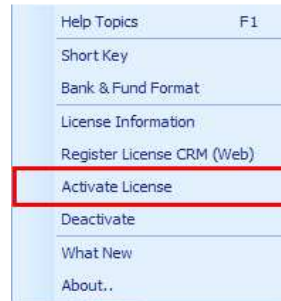 Help Topics F1
Short Key
Bank & Fund Format
License Information
Register License CRM (Web)
Activate License
Deactivate
What New
About..